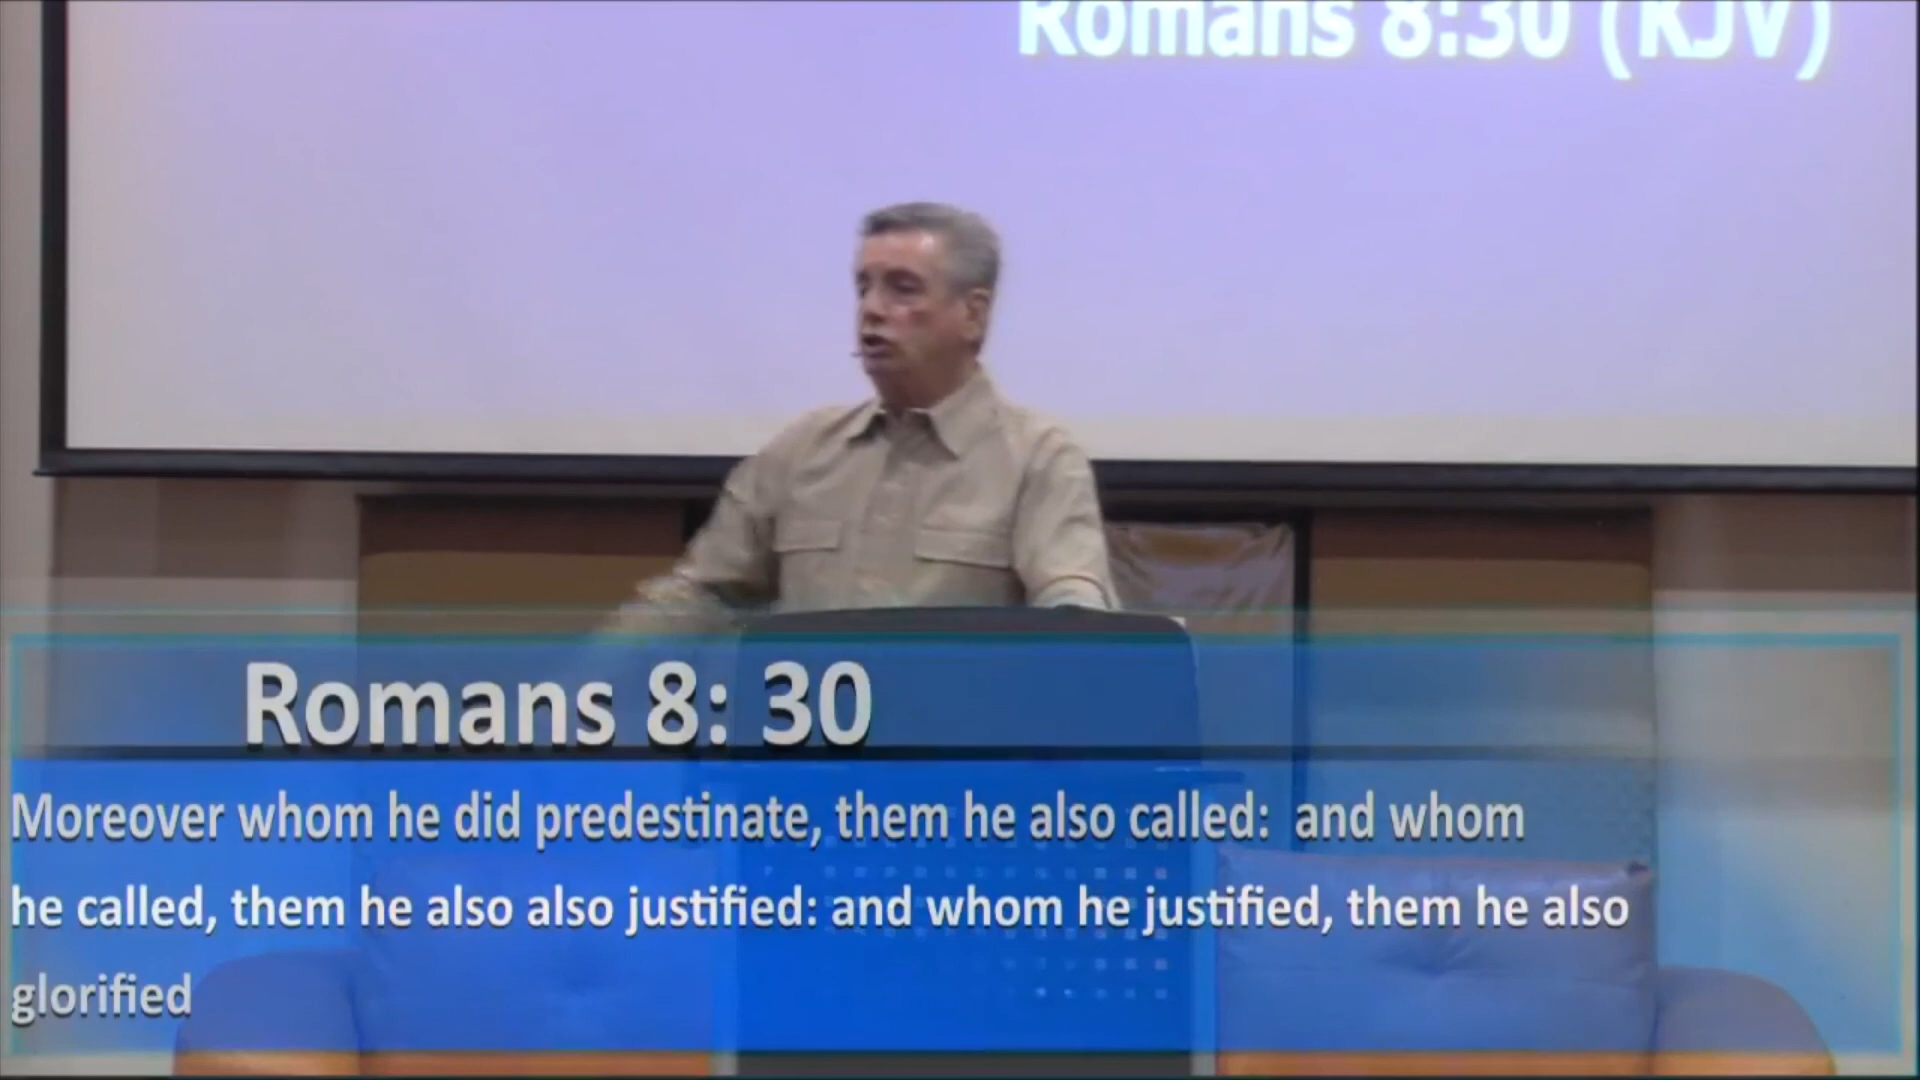 Romans 8:30 (KJV)
Romans 8: 30
Moreover whom he did predestinate, them he also called:  and whom
he called, them he also also justified: and whom he justified, them he also
glorified